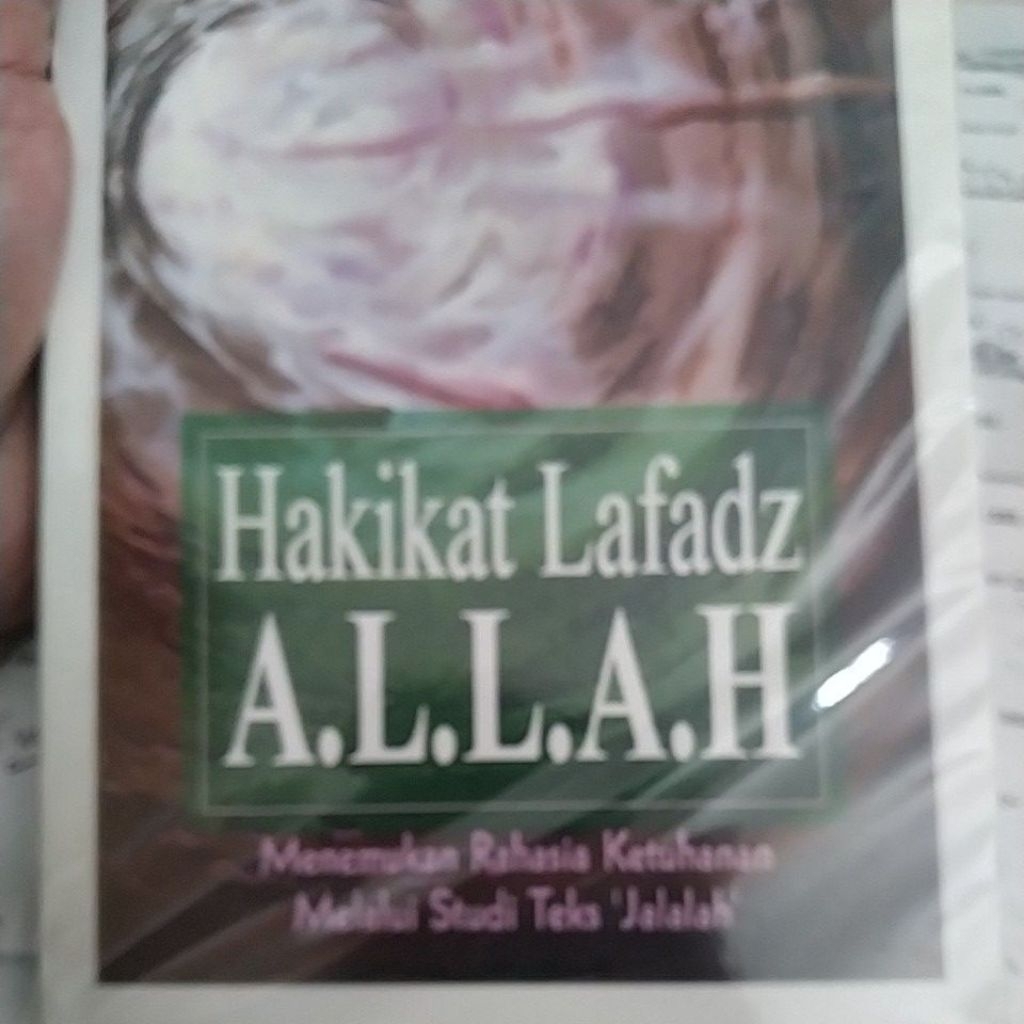 Hakikat Lafadz
A.L.L.A.H
Menemukan Rahasia Ketuhanan
Melalui Studi Teks 'Jalalah'